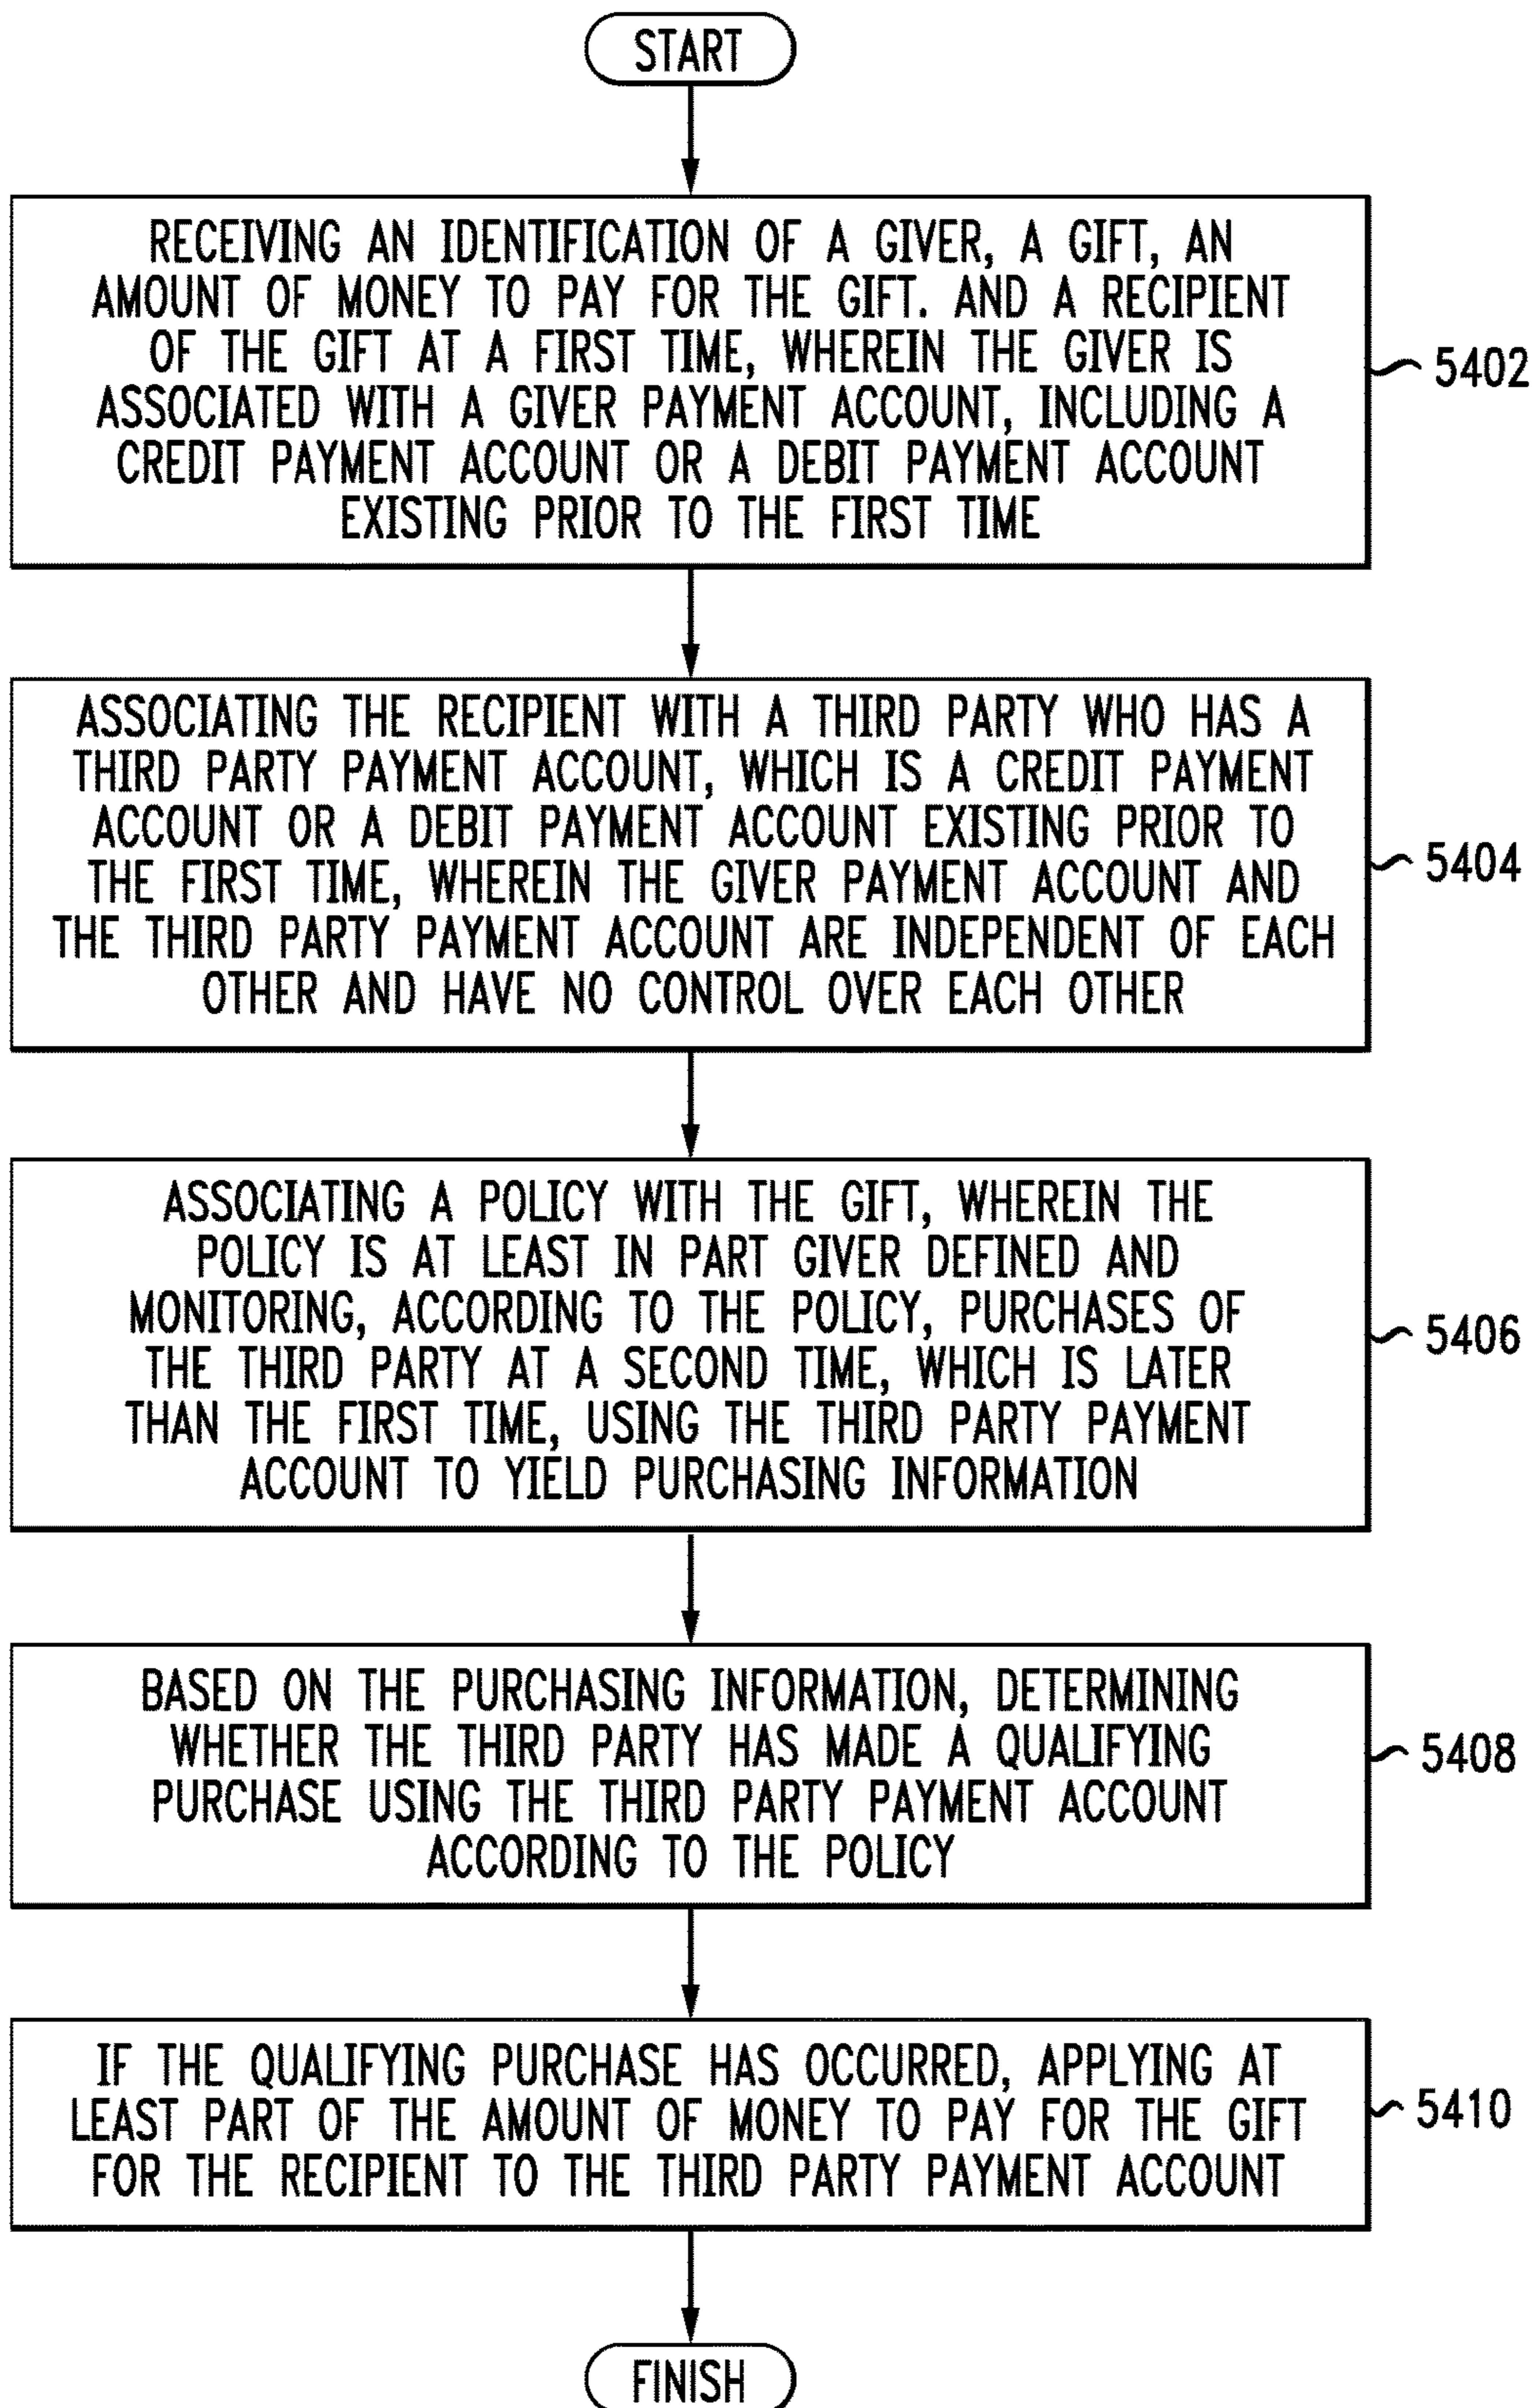 START
RECEIVING AN IDENTIFICATION OF A GIVER, A GIFT, AN
AMOUNT OF MONEY TO PAY FOR THE GIFT. AND A RECIPIENT
OF THE GIFT AT A FIRST TIME, WHEREIN THE GIVER IS
ASSOCIATED WITH A GIVER PAYMENT ACCOUNT, INCLUDING A
CREDIT PAYMENT ACCOUNT OR A DEBIT PAYMENT ACCOUNT
EXISTING PRIOR TO THE FIRST TIME
5402
ASSOCIATING THE RECIPIENT WITH A THIRD PARTY WHO HAS A
THIRD PARTY PAYMENT ACCOUNT, WHICH IS A CREDIT PAYMENT
ACCOUNT OR A DEBIT PAYMENT ACCOUNT EXISTING PRIOR TO
THE FIRST TIME, WHEREIN THE GIVER PAYMENT ACCOUNT AND
THE THIRD PARTY PAYMENT ACCOUNT ARE INDEPENDENT OF EACH
OTHER AND HAVE NO CONTROL OVER EACH OTHER
5404
ASSOCIATING A POLICY WITH THE GIFT, WHEREIN THE
POLICY IS AT LEAST IN PART GIVER DEFINED AND
MONITORING, ACCORDING TO THE POLICY, PURCHASES OF
THE THIRD PARTY AT A SECOND TIME, WHICH IS LATER
THAN THE FIRST TIME, USING THE THIRD PARTY PAYMENT
ACCOUNT TO YIELD PURCHASING INFORMATION
5406
BASED ON THE PURCHASING INFORMATION, DETERMINING
WHETHER THE THIRD PARTY HAS MADE A QUALIFYING
PURCHASE USING THE THIRD PARTY PAYMENT ACCOUNT
ACCORDING TO THE POLICY
5408
IF THE QUALIFYING PURCHASE HAS OCCURRED, APPLYING AT
LEAST PART OF THE AMOUNT OF MONEY TO PAY FOR THE GIFT
FOR THE RECIPIENT TO THE THIRD PARTY PAYMENT ACCOUNT
5410
FINISH